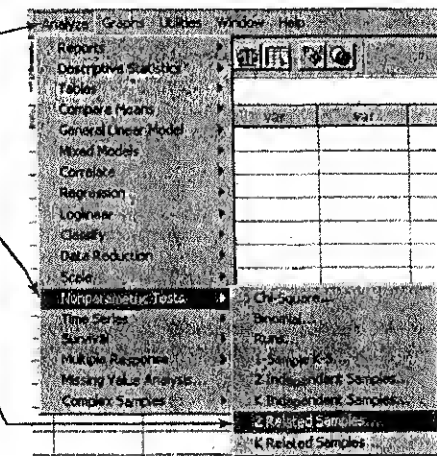 Analyze Graphs Utilities Window Help
Reports
Descriptive Statistics
Tables
Compare Means
General Linear Model
Mixed Models
Correlate
Regression
Loglinear
Classify
Data Reduction
Scale
Nonparametric Tests
Time Series
Survival
Multiple Response
Missing Value Analysis...
Complex Samples
var var
Chi-Square...
Binomial...
Runs...
1-Sample K-S...
2 Independent Samples...
K Independent Samples...
2 Related Samples...
K Related Samples